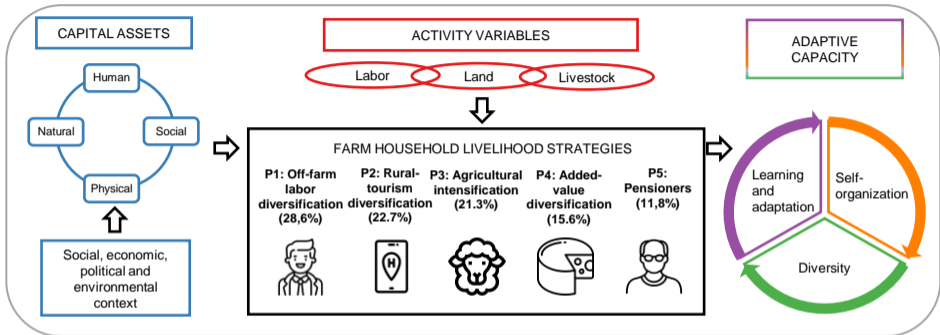 CAPITAL ASSETS
Human
Natural
Social
Physical
Social, economic,
political and
environmental
context
ACTIVITY VARIABLES
Labor
Land
Livestock
FARM HOUSEHOLD LIVELIHOOD STRATEGIES
P1: Off-farm
labor
diversification
(28,6%)
P2: Rural-
tourism
diversification
(22.7%)
P3: Agricultural
intensification
(21.3%)
P4: Added-
value
diversification
(15.6%)
P5:
Pensioners
(11,8%)
H
ADAPTIVE
CAPACITY
Learning
and
adaptation
Self-
organization
Diversity